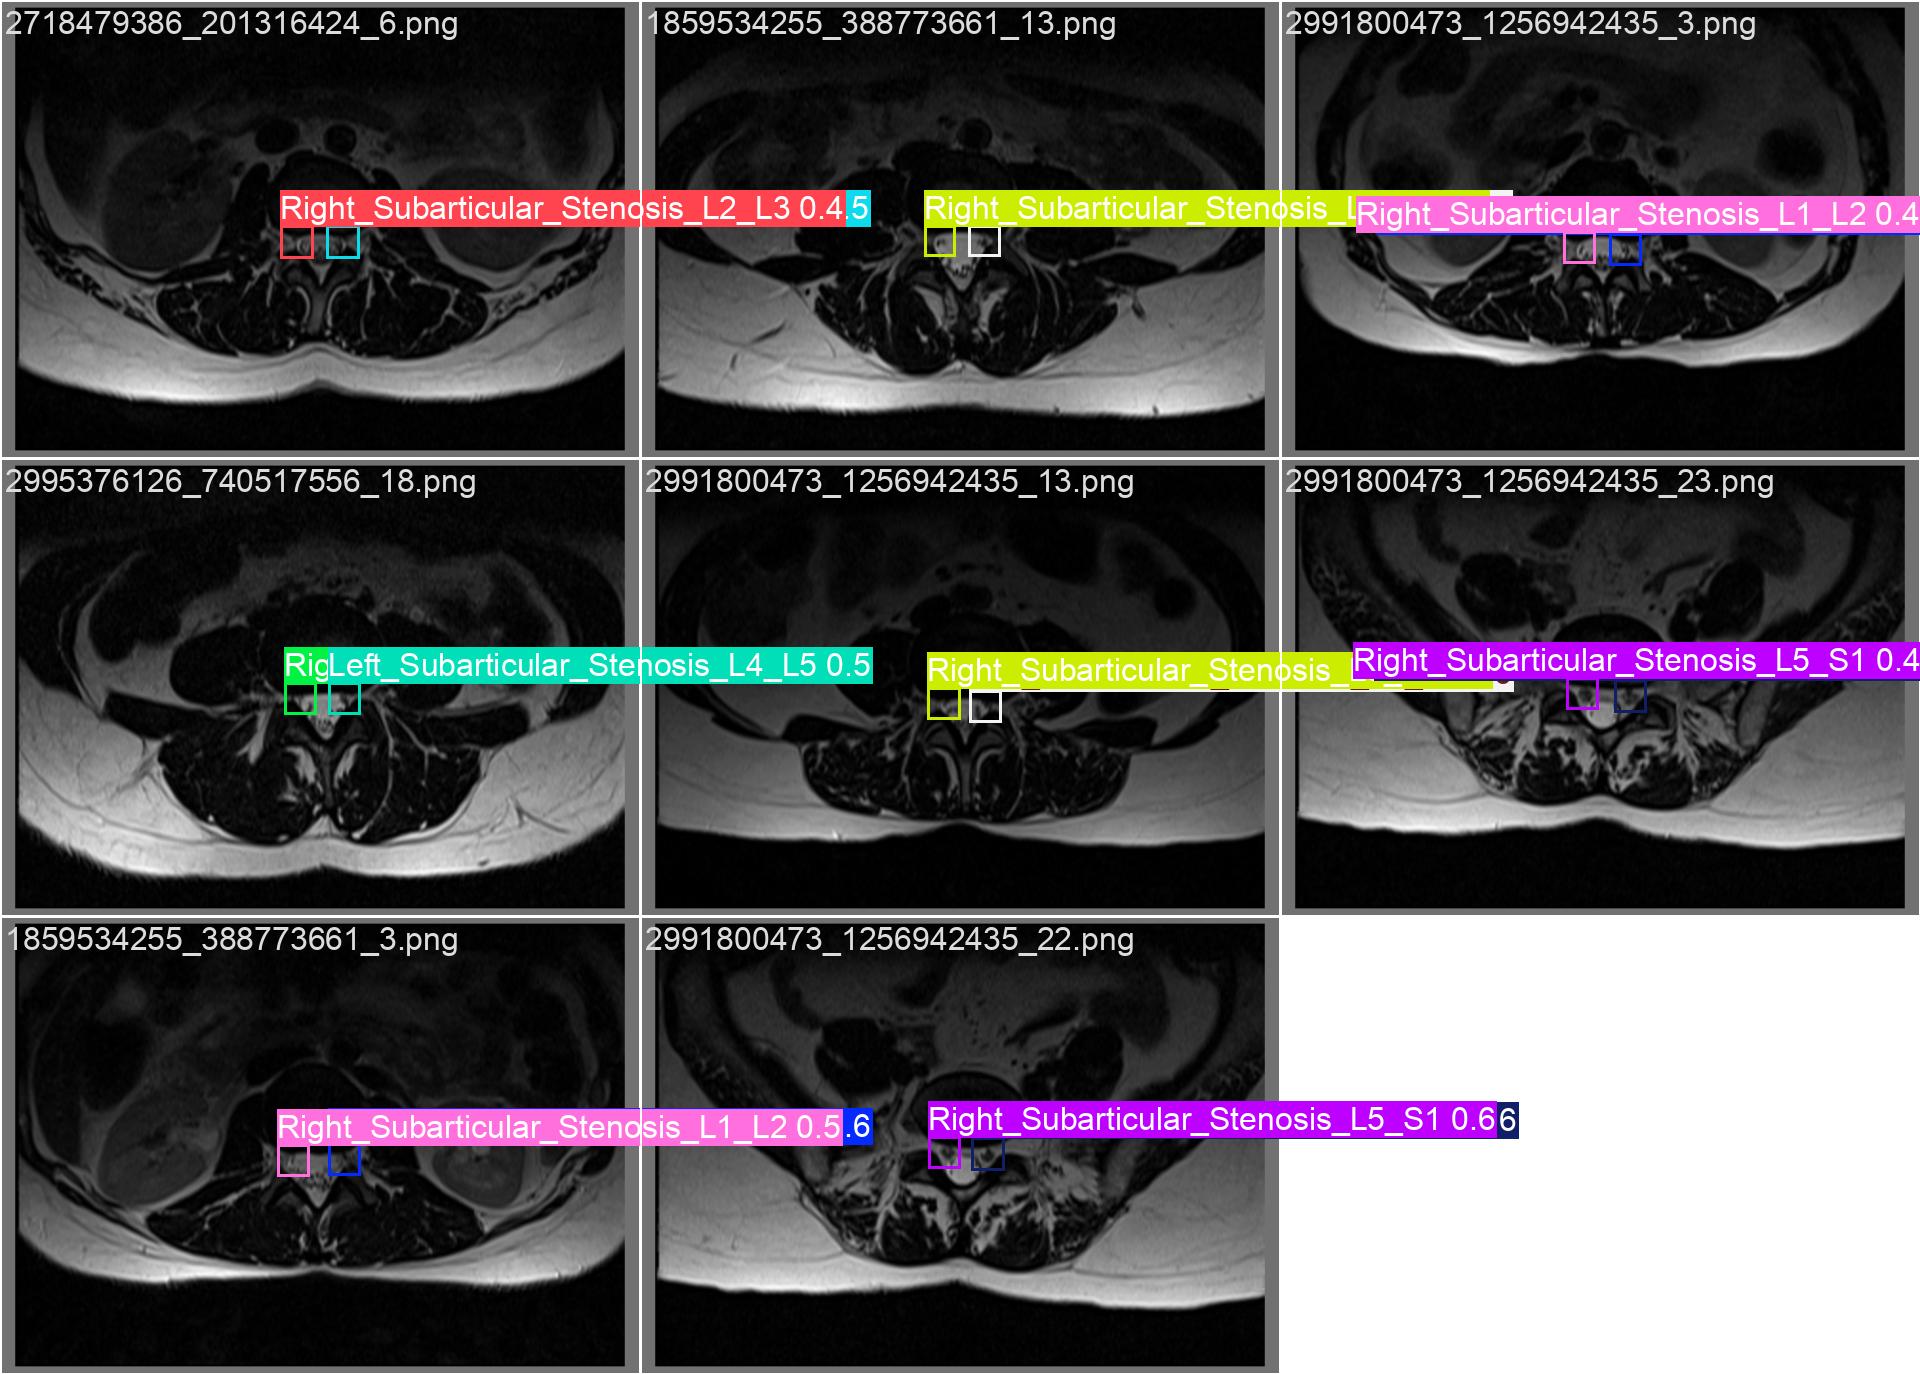 2718479386_201316424_6.png
1859534255_388773661_13.png
2991800473_1256942435_3.png
Right_Subarticular_Stenosis_L2_L3 0.4
.5
Right_Subarticular_Stenosis_L
Right_Subarticular_Stenosis_L1_L2 0.4
2995376126_740517556_18.png
2991800473_1256942435_13.png
2991800473_1256942435_23.png
Rig
Left_Subarticular_Stenosis_L4_L5 0.5
Right_Subarticular_Stenosis_
Right_Subarticular_Stenosis_L5_S1 0.4
1859534255_388773661_3.png
2991800473_1256942435_22.png
Right_Subarticular_Stenosis_L1_L2 0.5
.6
Right_Subarticular_Stenosis_L5_S1 0.6
6